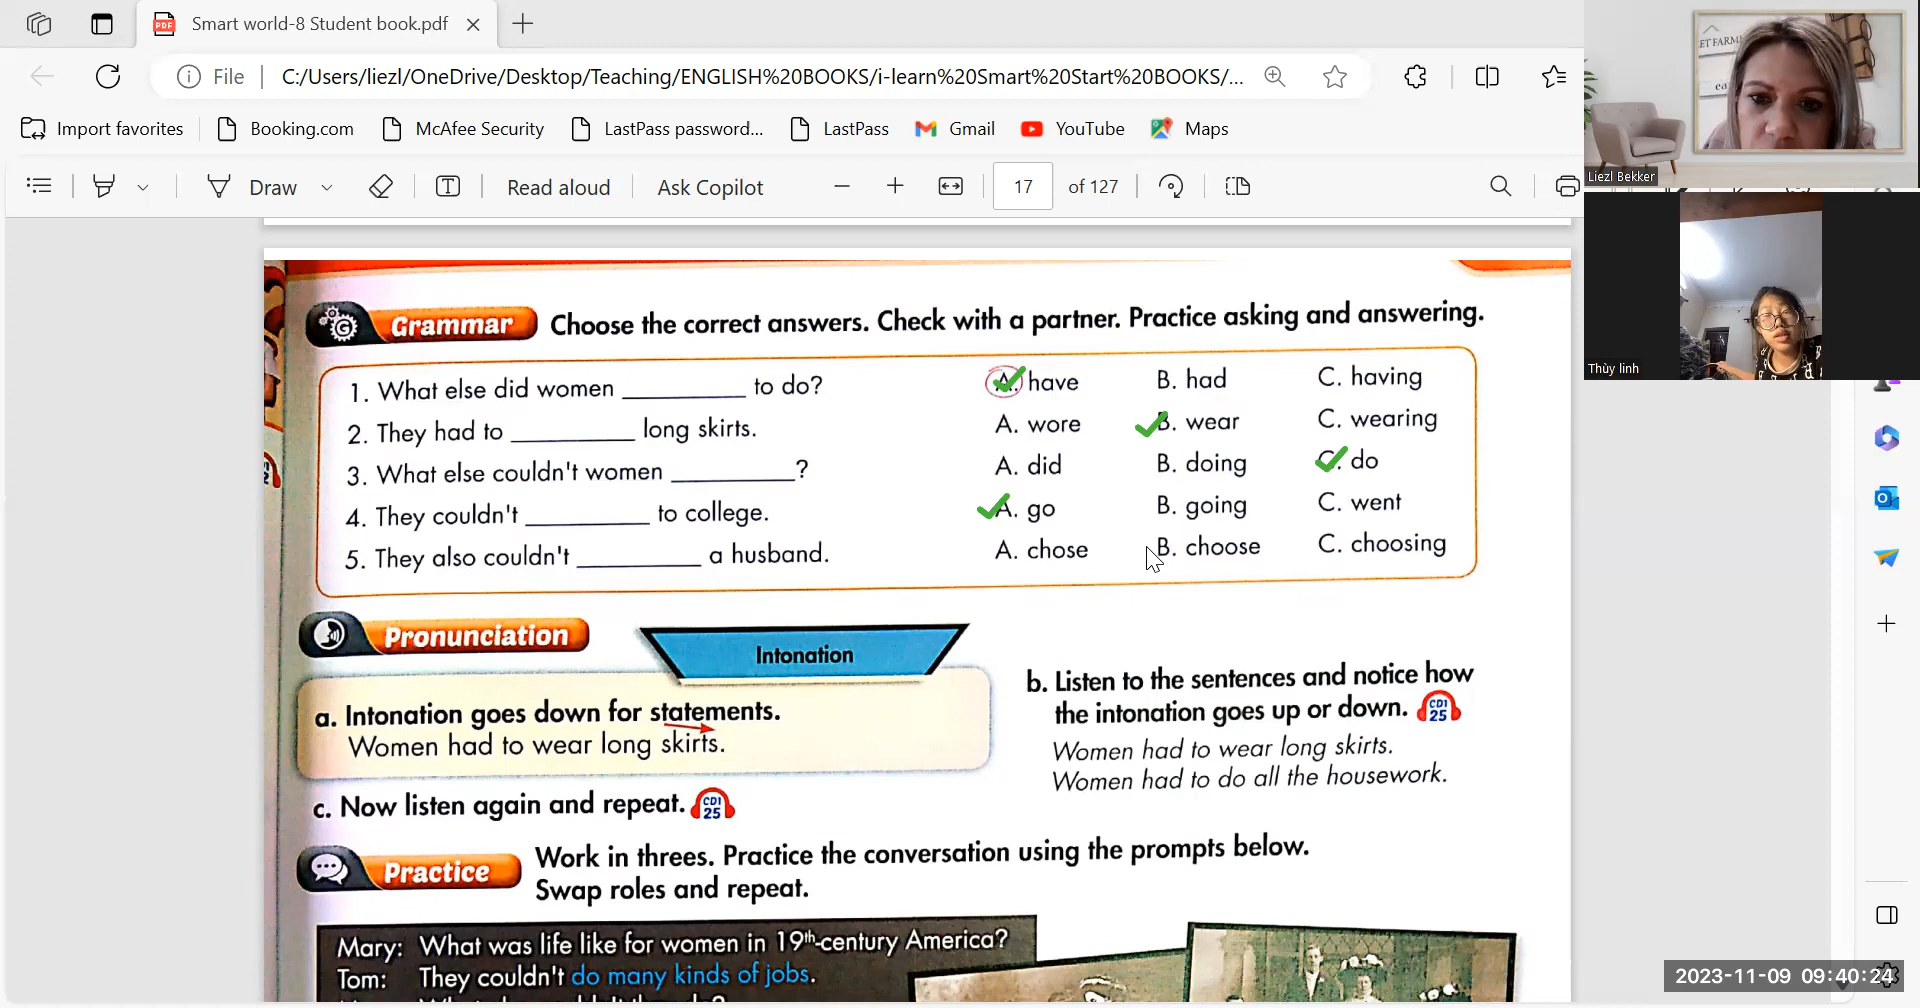 Smart world-8 Student book.pdf
File
C:/Users/liezl/OneDrive/Desktop/Teaching/ENGLISH%20BOOKS/i-learn%20Smart%20Start%20BOOKS/...
Import favorites
Booking.com
McAfee Security
LastPass password...
LastPass
Gmail
YouTube
Maps
Draw
Read aloud
Ask Copilot
17 of 127
Liezl Bekker
Thùy linh
Grammar
Choose the correct answers. Check with a partner. Practice asking and answering.
1. What else did women __________ to do? A. have B. had C. having
2. They had to __________ long skirts. A. wore B. wear C. wearing
3. What else couldn't women __________? A. did B. doing C. do
4. They couldn't __________ to college. A. go B. going C. went
5. They also couldn't __________ a husband. A. chose B. choose C. choosing
Pronunciation
Intonation
a. Intonation goes down for statements.
Women had to wear long skirts.
b. Listen to the sentences and notice how
the intonation goes up or down. CD1 25
Women had to wear long skirts.
Women had to do all the housework.
c. Now listen again and repeat. CD1 25
Practice
Work in threes. Practice the conversation using the prompts below.
Swap roles and repeat.
Mary: What was life like for women in 19th-century America?
Tom: They couldn't do many kinds of jobs.
2023-11-09 09:40:24